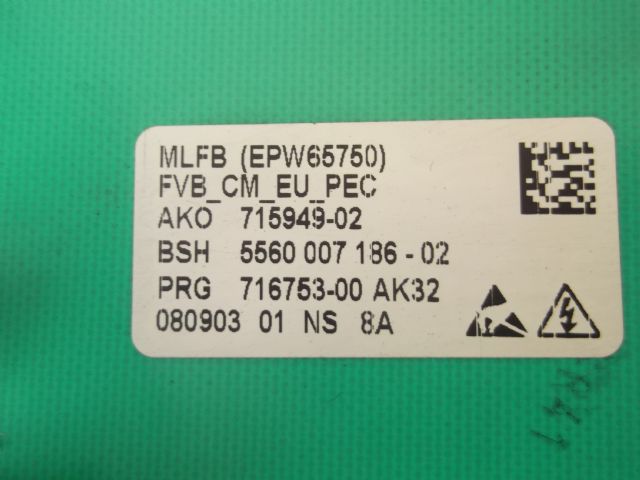 MLFB (EPW65750)
FVB_CM_EU_PEC
AKO 715949-02
BSH 5560 007 186 - 02
PRG 716753-00 AK32
080903 01 NS 8A